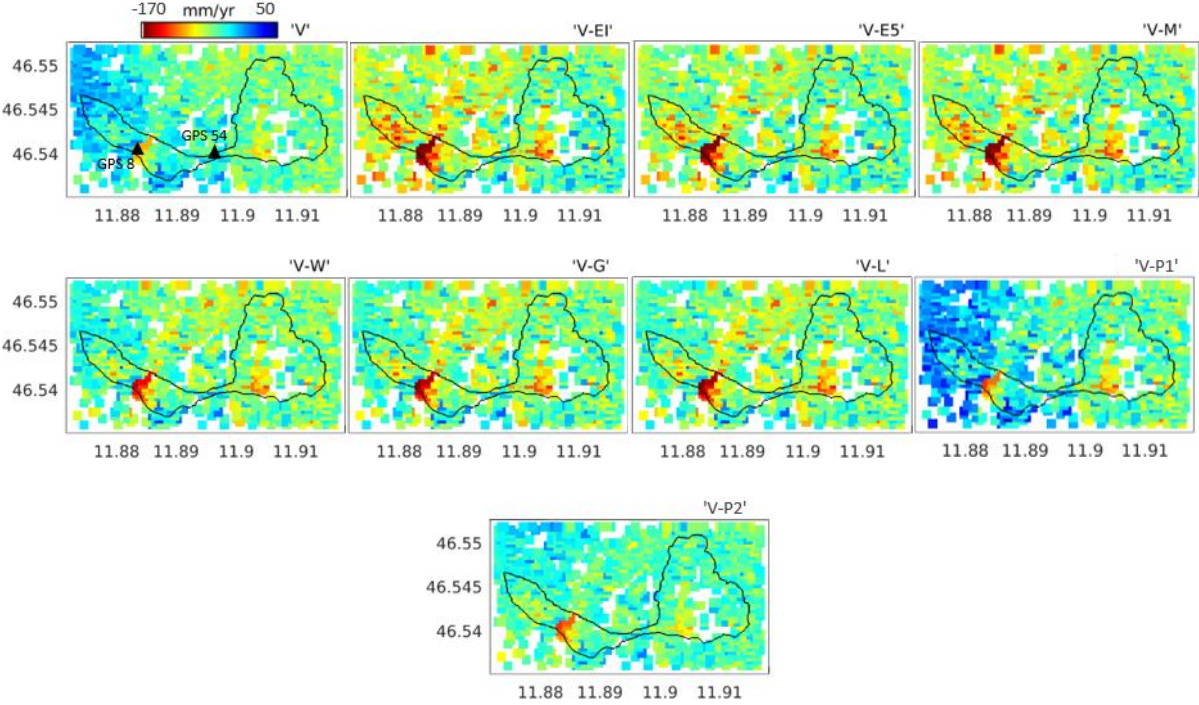 -170 mm/yr 50
'V' 'V-EI' 'V-E5' 'V-M'
46.55
46.545
46.54
GPS 54
GPS 8
11.88 11.89 11.9 11.91 11.88 11.89 11.9 11.91 11.88 11.89 11.9 11.91 11.88 11.89 11.9 11.91
'V-W' 'V-G' 'V-L' 'V-P1'
46.55
46.545
46.54
11.88 11.89 11.9 11.91 11.88 11.89 11.9 11.91 11.88 11.89 11.9 11.91 11.88 11.89 11.9 11.91
'V-P2'
46.55
46.545
46.54
11.88 11.89 11.9 11.91